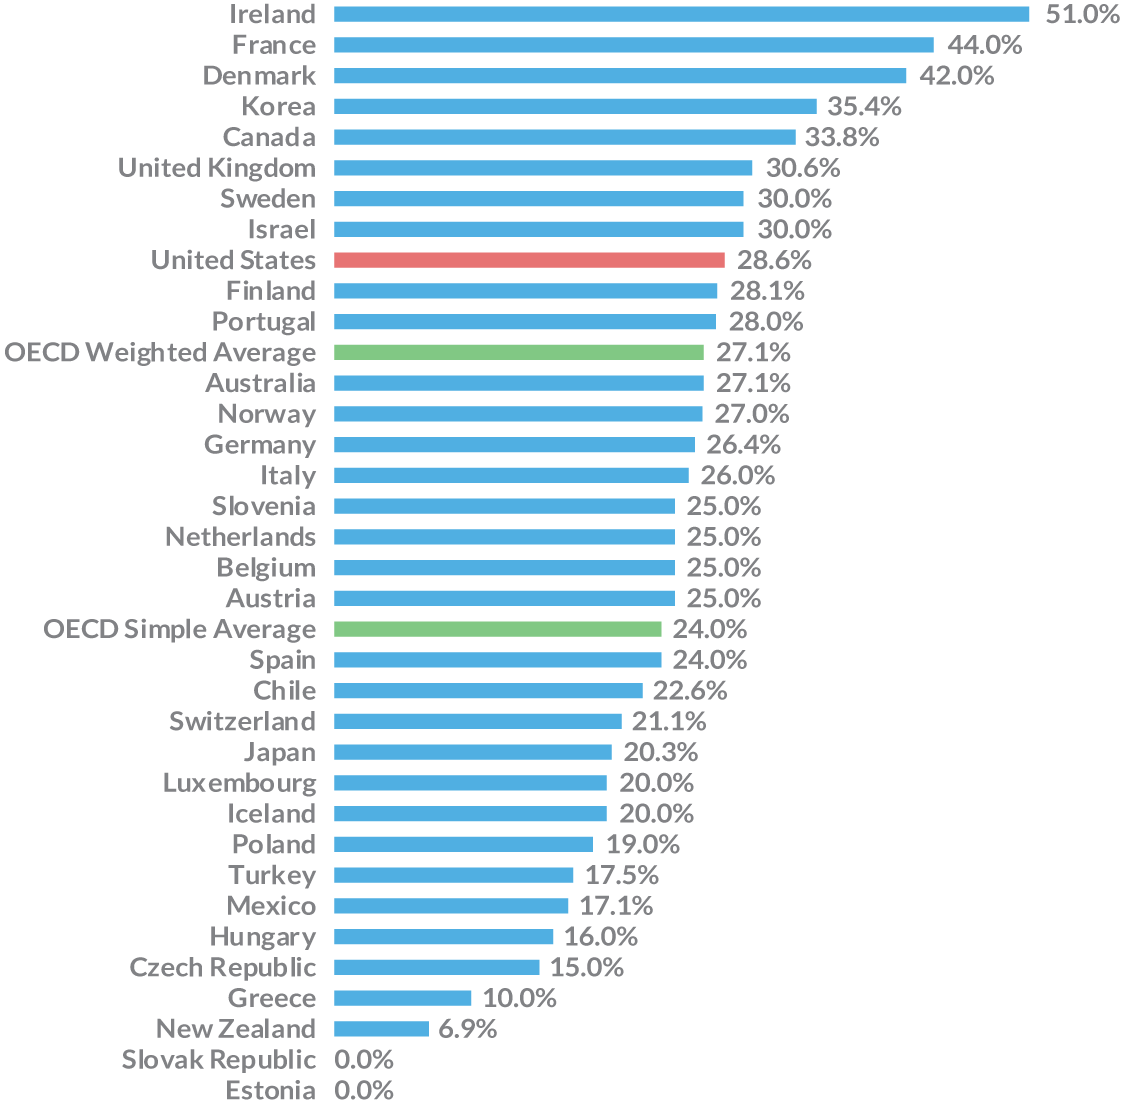 Ireland 51.0%
France 44.0%
Denmark 42.0%
Korea 35.4%
Canada 33.8%
United Kingdom 30.6%
Sweden 30.0%
Israel 30.0%
United States 28.6%
Finland 28.1%
Portugal 28.0%
OECD Weighted Average 27.1%
Australia 27.1%
Norway 27.0%
Germany 26.4%
Italy 26.0%
Slovenia 25.0%
Netherlands 25.0%
Belgium 25.0%
Austria 25.0%
OECD Simple Average 24.0%
Spain 24.0%
Chile 22.6%
Switzerland 21.1%
Japan 20.3%
Luxembourg 20.0%
Iceland 20.0%
Poland 19.0%
Turkey 17.5%
Mexico 17.1%
Hungary 16.0%
Czech Republic 15.0%
Greece 10.0%
New Zealand 6.9%
Slovak Republic 0.0%
Estonia 0.0%